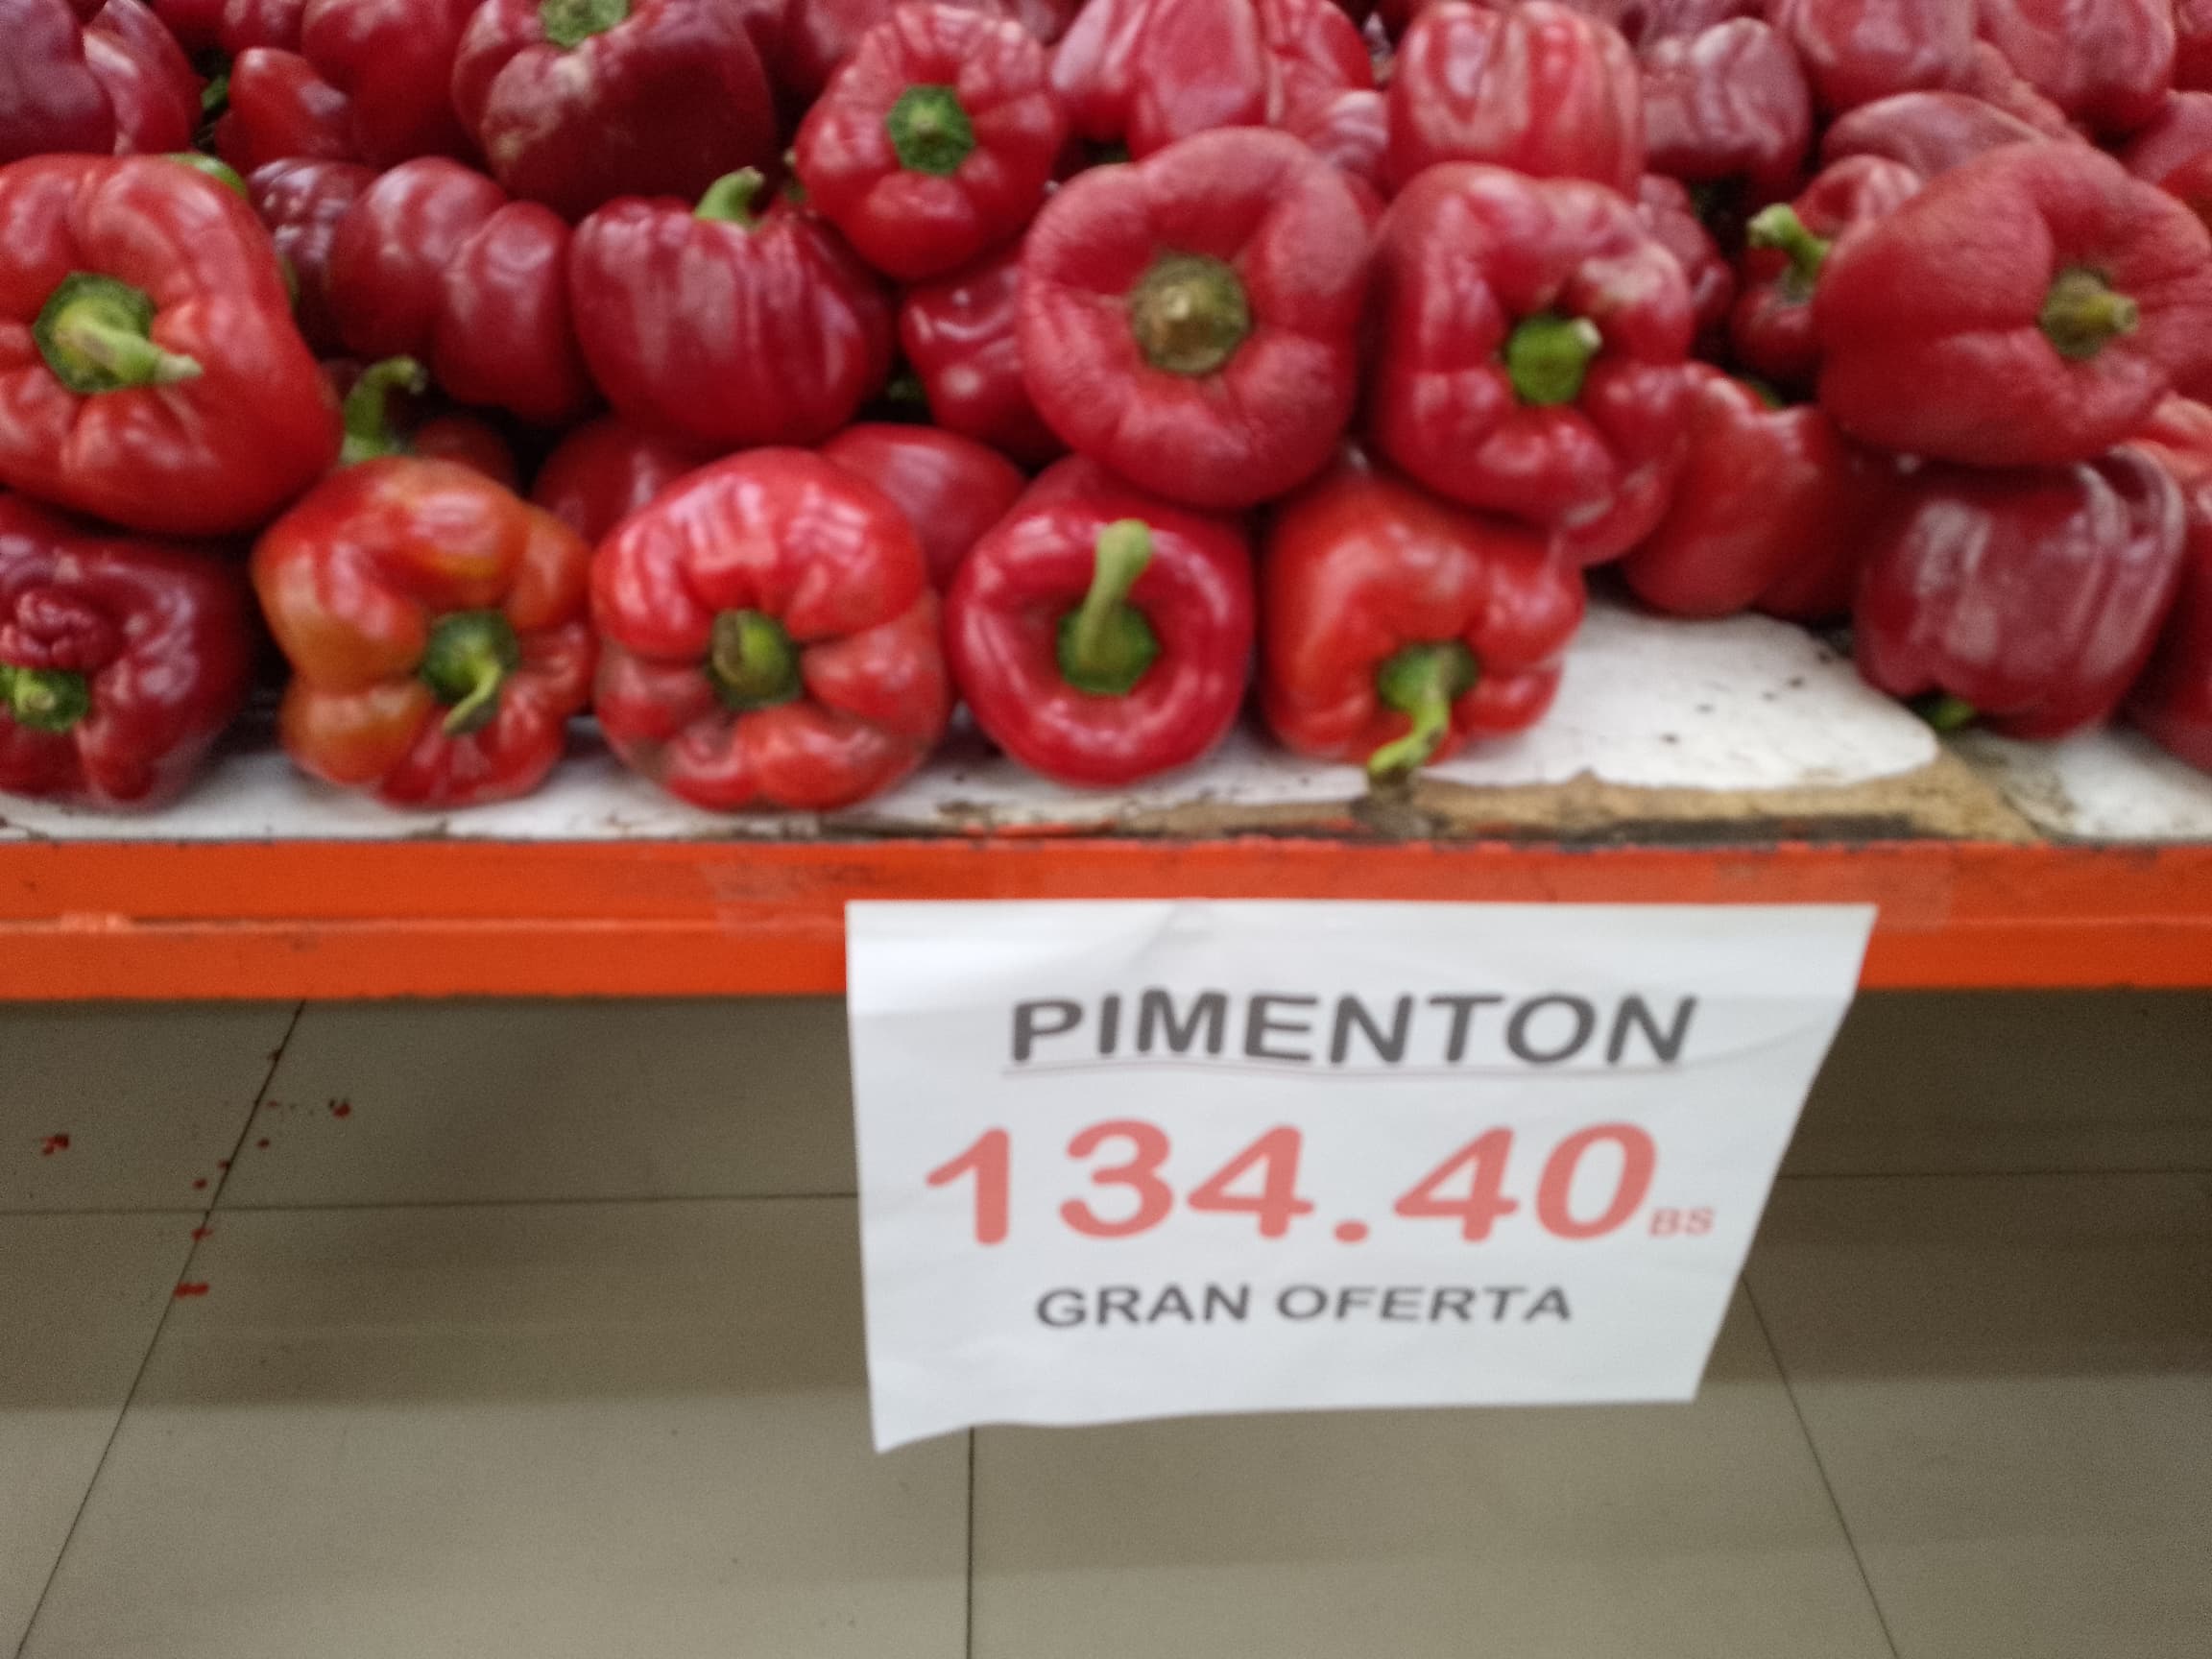 PIMENTON
134.40BS
GRAN OFERTA